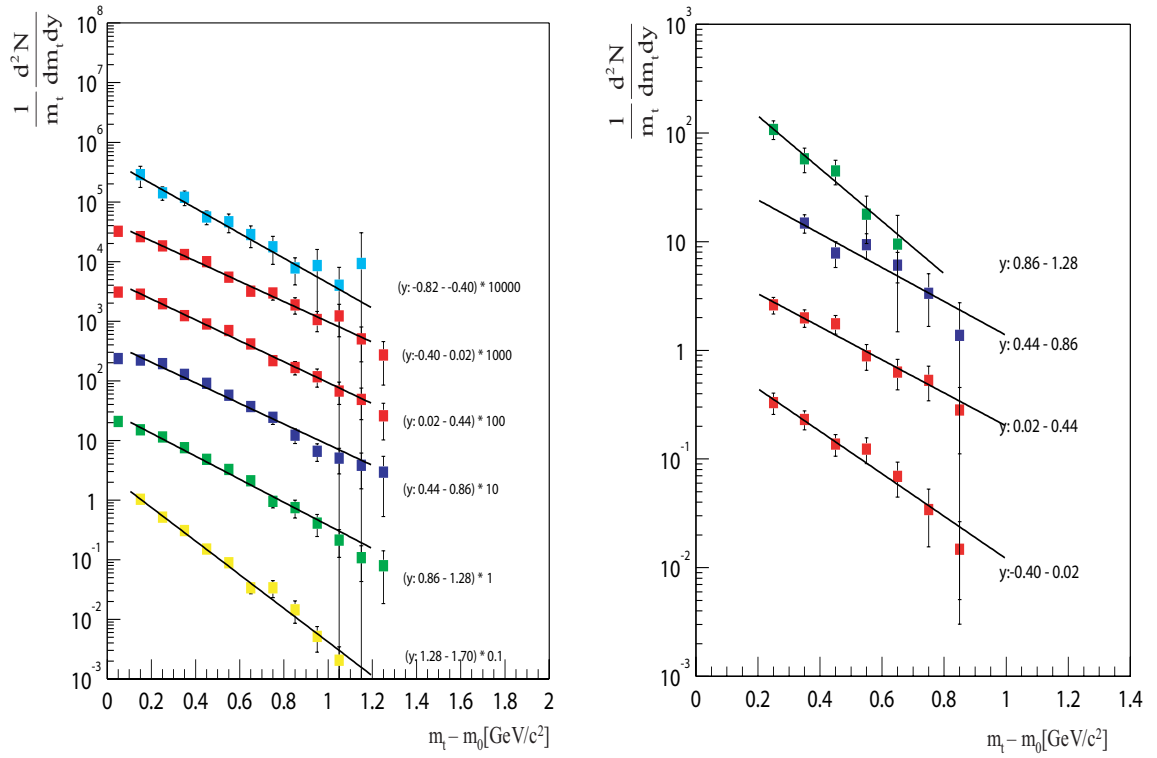 1/m_t d²N/dm_t dy
10^8
10^7
10^6
10^5
10^4
10^3
10^2
10
1
10^-1
10^-2
10^-3
(y: -0.82 - -0.40) * 10000
(y:-0.40 - 0.02) * 1000
(y: 0.02 - 0.44) * 100
(y: 0.44 - 0.86) * 10
(y: 0.86 - 1.28) * 1
(y: 1.28 - 1.70) * 0.1
0 0.2 0.4 0.6 0.8 1 1.2 1.4 1.6 1.8 2
m_t – m_0[GeV/c²]
1/m_t d²N/dm_t dy
10^3
10^2
10
1
10^-1
10^-2
10^-3
y: 0.86 - 1.28
y: 0.44 - 0.86
y: 0.02 - 0.44
y:-0.40 - 0.02
0 0.2 0.4 0.6 0.8 1 1.2 1.4
m_t – m_0[GeV/c²]